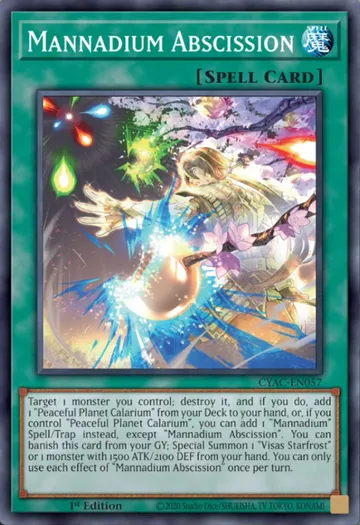 MANNADIUM ABSCISSION
SPELL
魔
[SPELL CARD]
CYAC-EN057
Target 1 monster you control; destroy it, and if you do, add
1 "Peaceful Planet Calarium" from your Deck to your hand, or, if you
control "Peaceful Planet Calarium", you can add 1 "Mannadium"
Spell/Trap instead, except "Mannadium Abscission". You can
banish this card from your GY; Special Summon 1 "Visas Starfrost"
or 1 monster with 1500 ATK/2100 DEF from your hand. You can only
use each effect of "Mannadium Abscission" once per turn.
1st Edition
©2020 Studio Dice/SHUEISHA, TV TOKYO, KONAMI